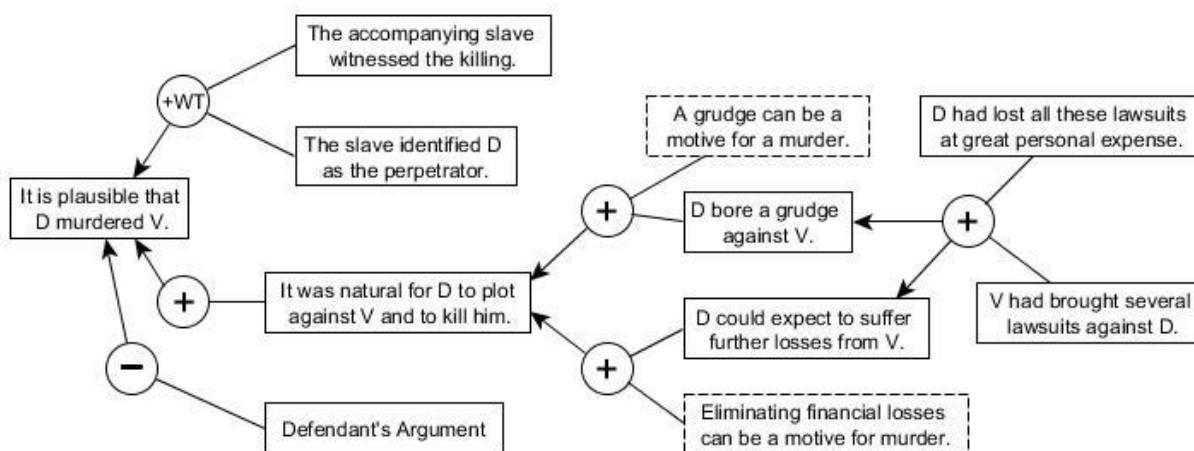 The accompanying slave
witnessed the killing.
+WT
The slave identified D
as the perpetrator.
It is plausible that
D murdered V.
A grudge can be a
motive for a murder.
D had lost all these lawsuits
at great personal expense.
+
D bore a grudge
against V.
+
+
It was natural for D to plot
against V and to kill him.
D could expect to suffer
further losses from V.
V had brought several
lawsuits against D.
−
+
Defendant's Argument
Eliminating financial losses
can be a motive for murder.